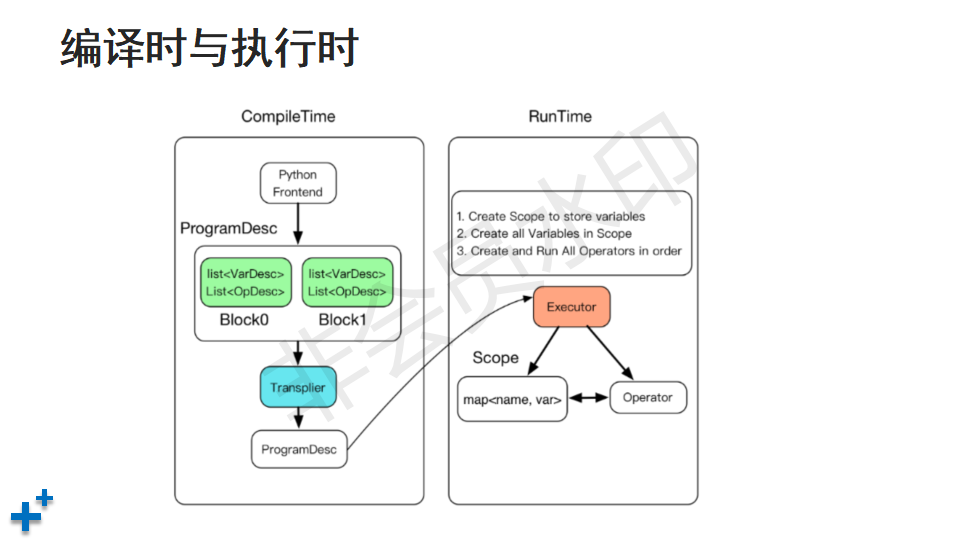 编译时与执行时
CompileTime
Python
Frontend
ProgramDesc
list<VarDesc>
List<OpDesc>
Block0
list<VarDesc>
List<OpDesc>
Block1
Transplier
ProgramDesc
RunTime
1. Create Scope to store variables
2. Create all Variables in Scope
3. Create and Run All Operators in order
Executor
Scope
map<name, var>
Operator
非会员水印